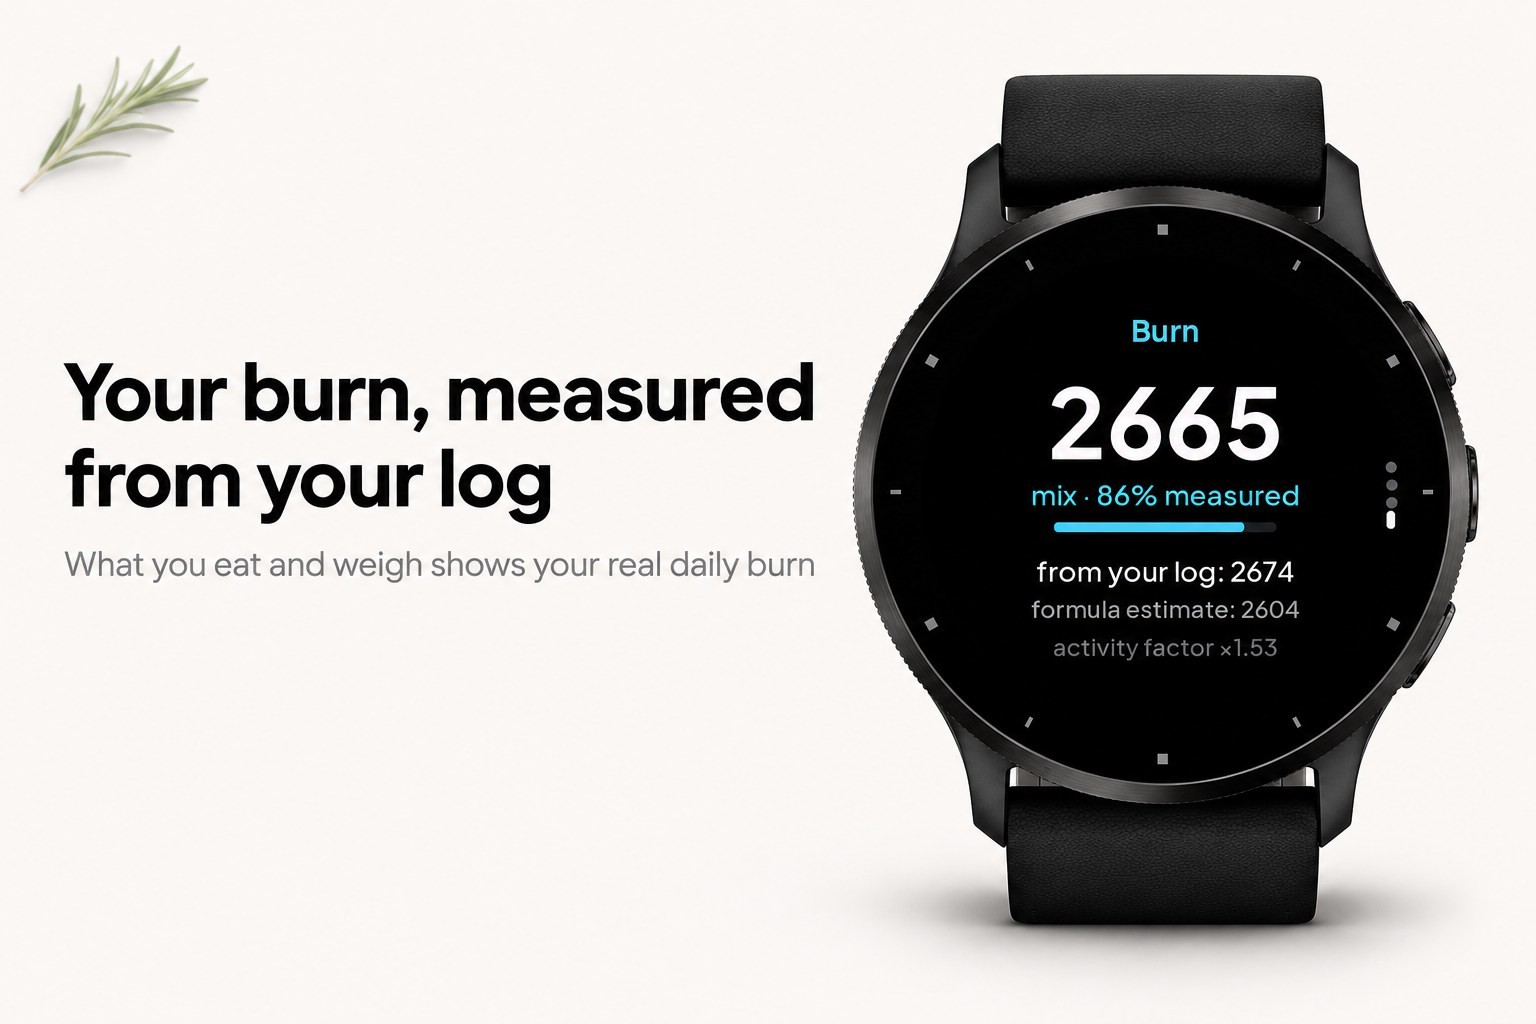 Your burn, measured
from your log
What you eat and weigh shows your real daily burn
Burn
2665
mix · 86% measured
from your log: 2674
formula estimate: 2604
activity factor ×1.53